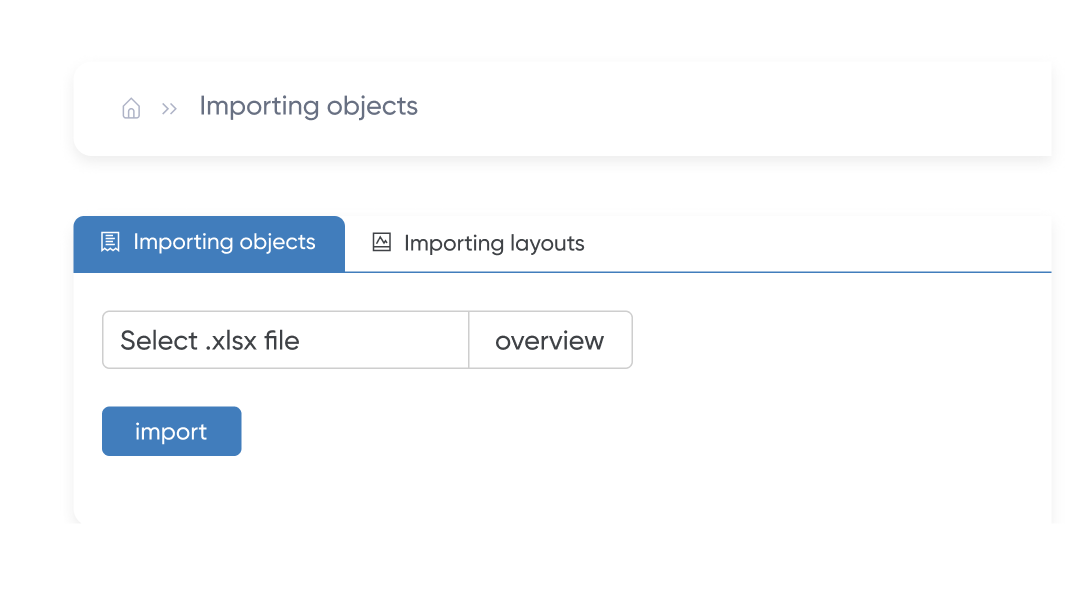 Importing objects
Importing objects
Importing layouts
Select .xlsx file
overview
import